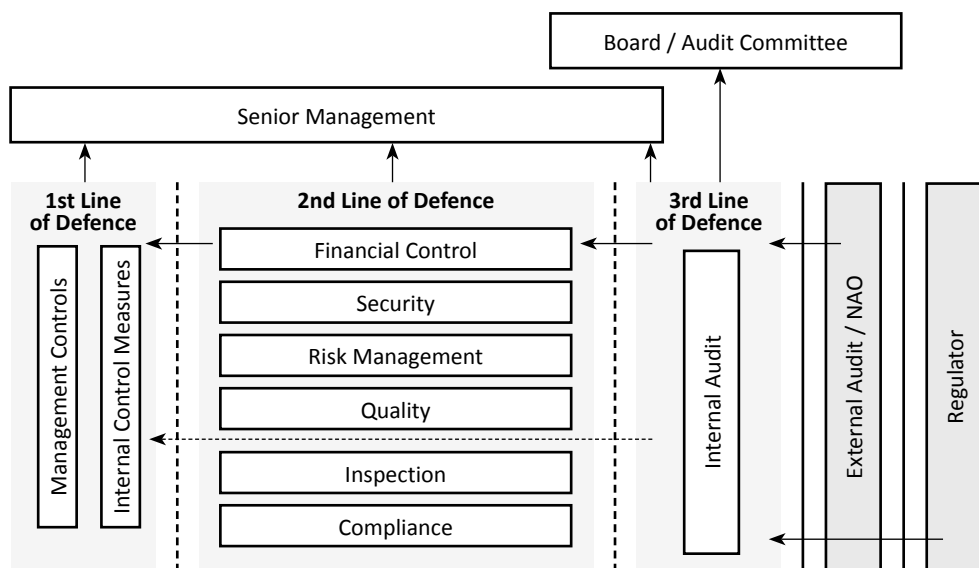 Board / Audit Committee
Senior Management
1st Line
of Defence
Management Controls
Internal Control Measures
2nd Line of Defence
Financial Control
Security
Risk Management
Quality
Inspection
Compliance
3rd Line
of Defence
Internal Audit
External Audit / NAO
Regulator